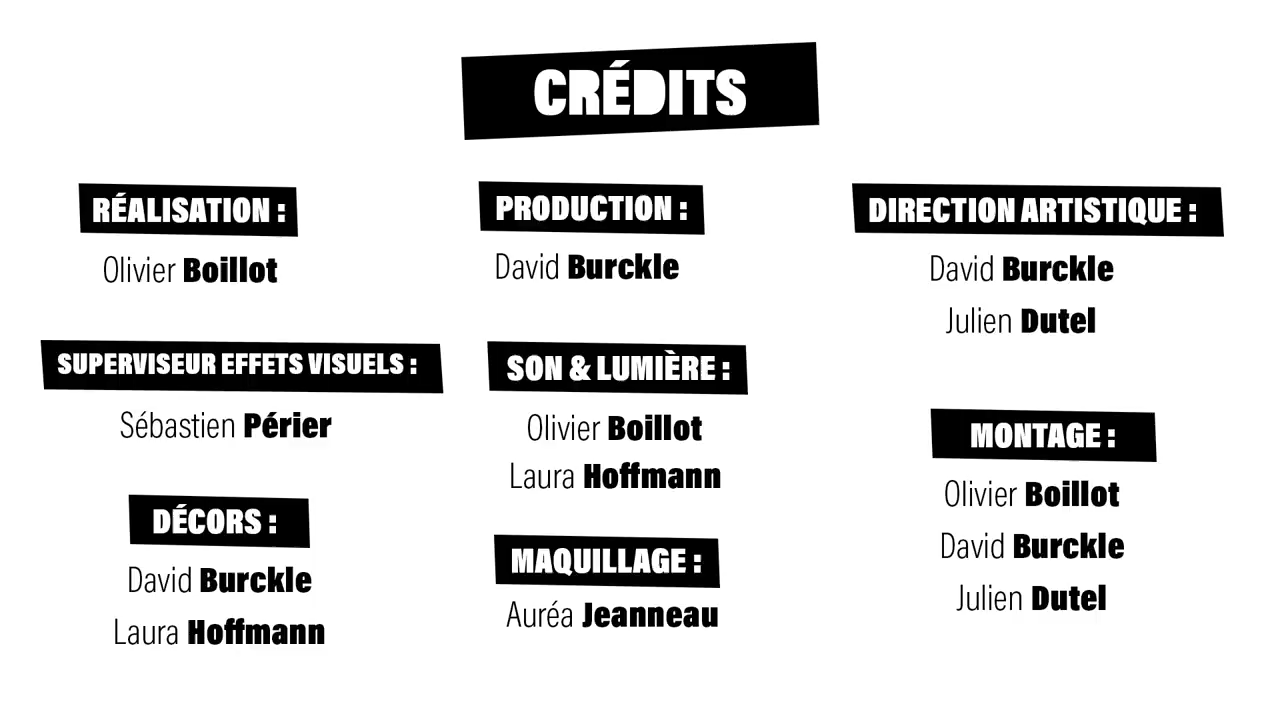 CRÉDITS
RÉALISATION :
Olivier Boillot
PRODUCTION :
David Burckle
DIRECTION ARTISTIQUE :
David Burckle
Julien Dutel
SUPERVISEUR EFFETS VISUELS :
Sébastien Périer
SON & LUMIÈRE :
Olivier Boillot
Laura Hoffmann
MONTAGE :
Olivier Boillot
David Burckle
Julien Dutel
DÉCORS :
David Burckle
Laura Hoffmann
MAQUILLAGE :
Auréa Jeanneau